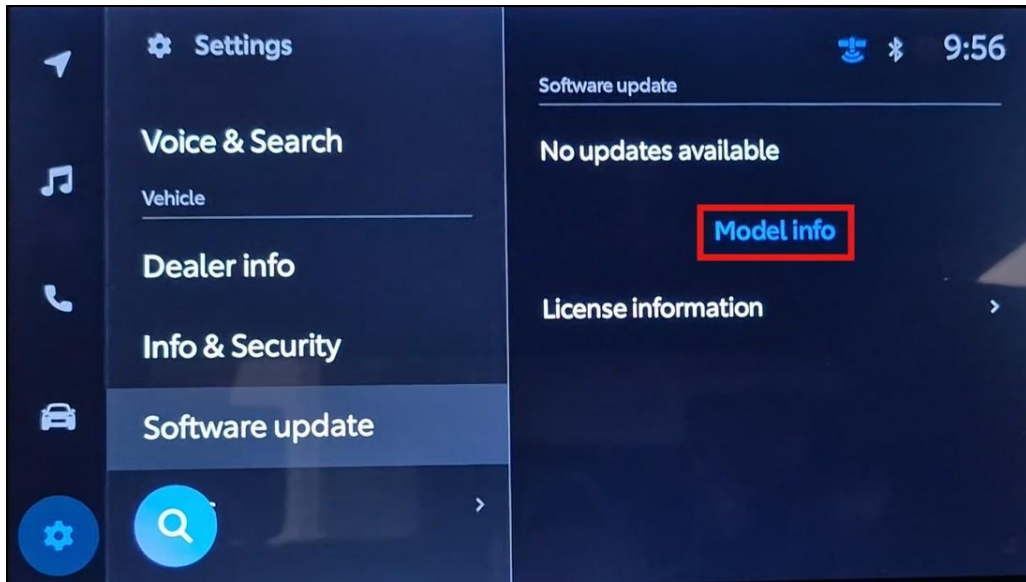 Settings
9:56
Software update
Voice & Search
No updates available
Vehicle
Model info
Dealer info
License information
Info & Security
Software update